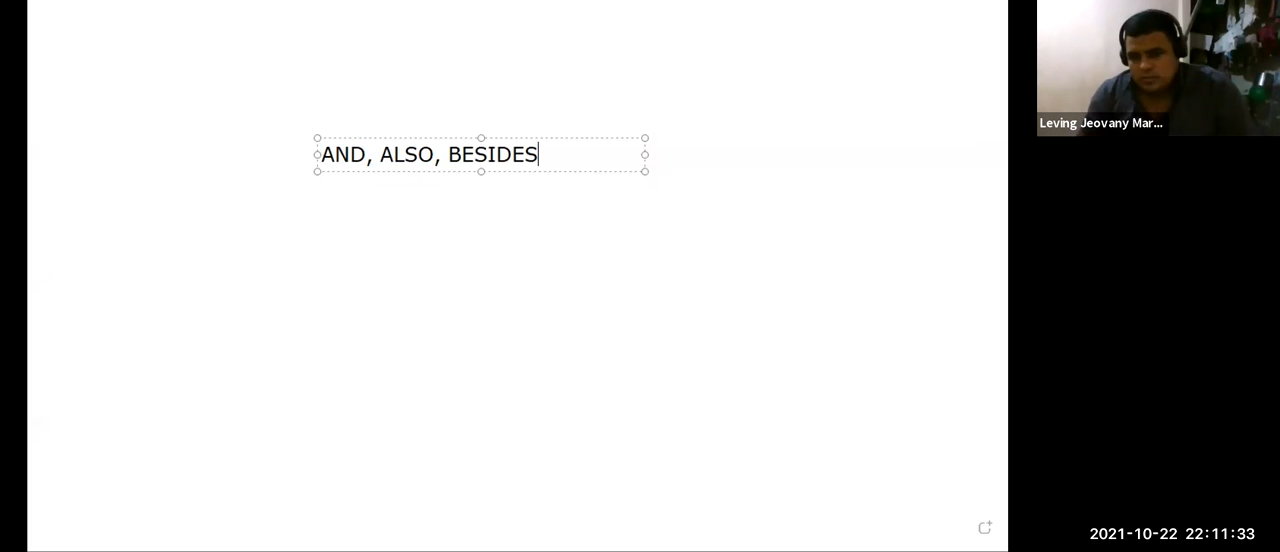 AND, ALSO, BESIDES
Leving Jeovany Mar...
2021-10-22 22:11:33